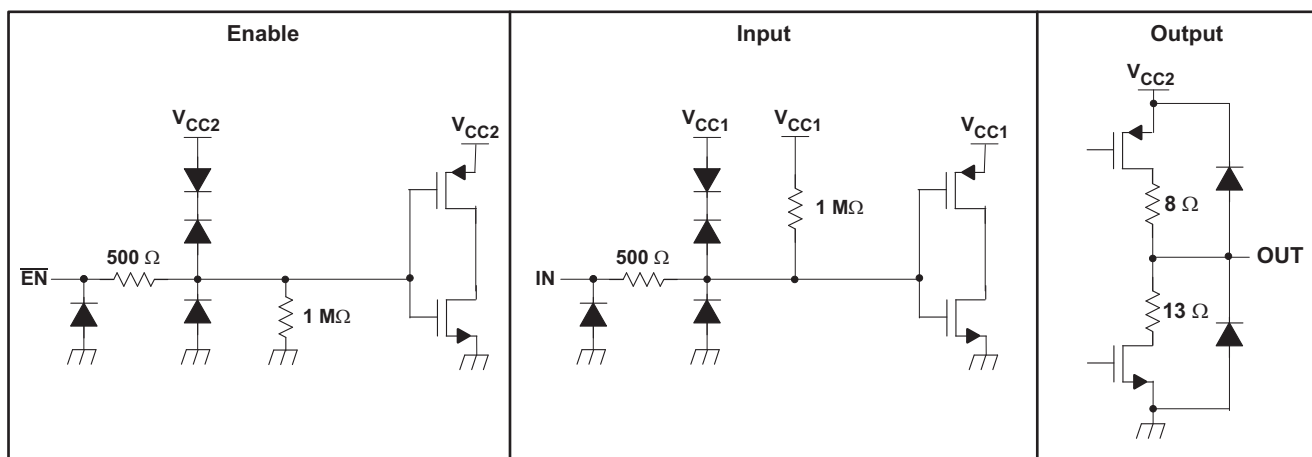 Enable
V_CC2
V_CC2
500 Ω
E̅N̅
1 MΩ
Input
V_CC1
V_CC1
V_CC1
1 MΩ
500 Ω
IN
Output
V_CC2
8 Ω
OUT
13 Ω